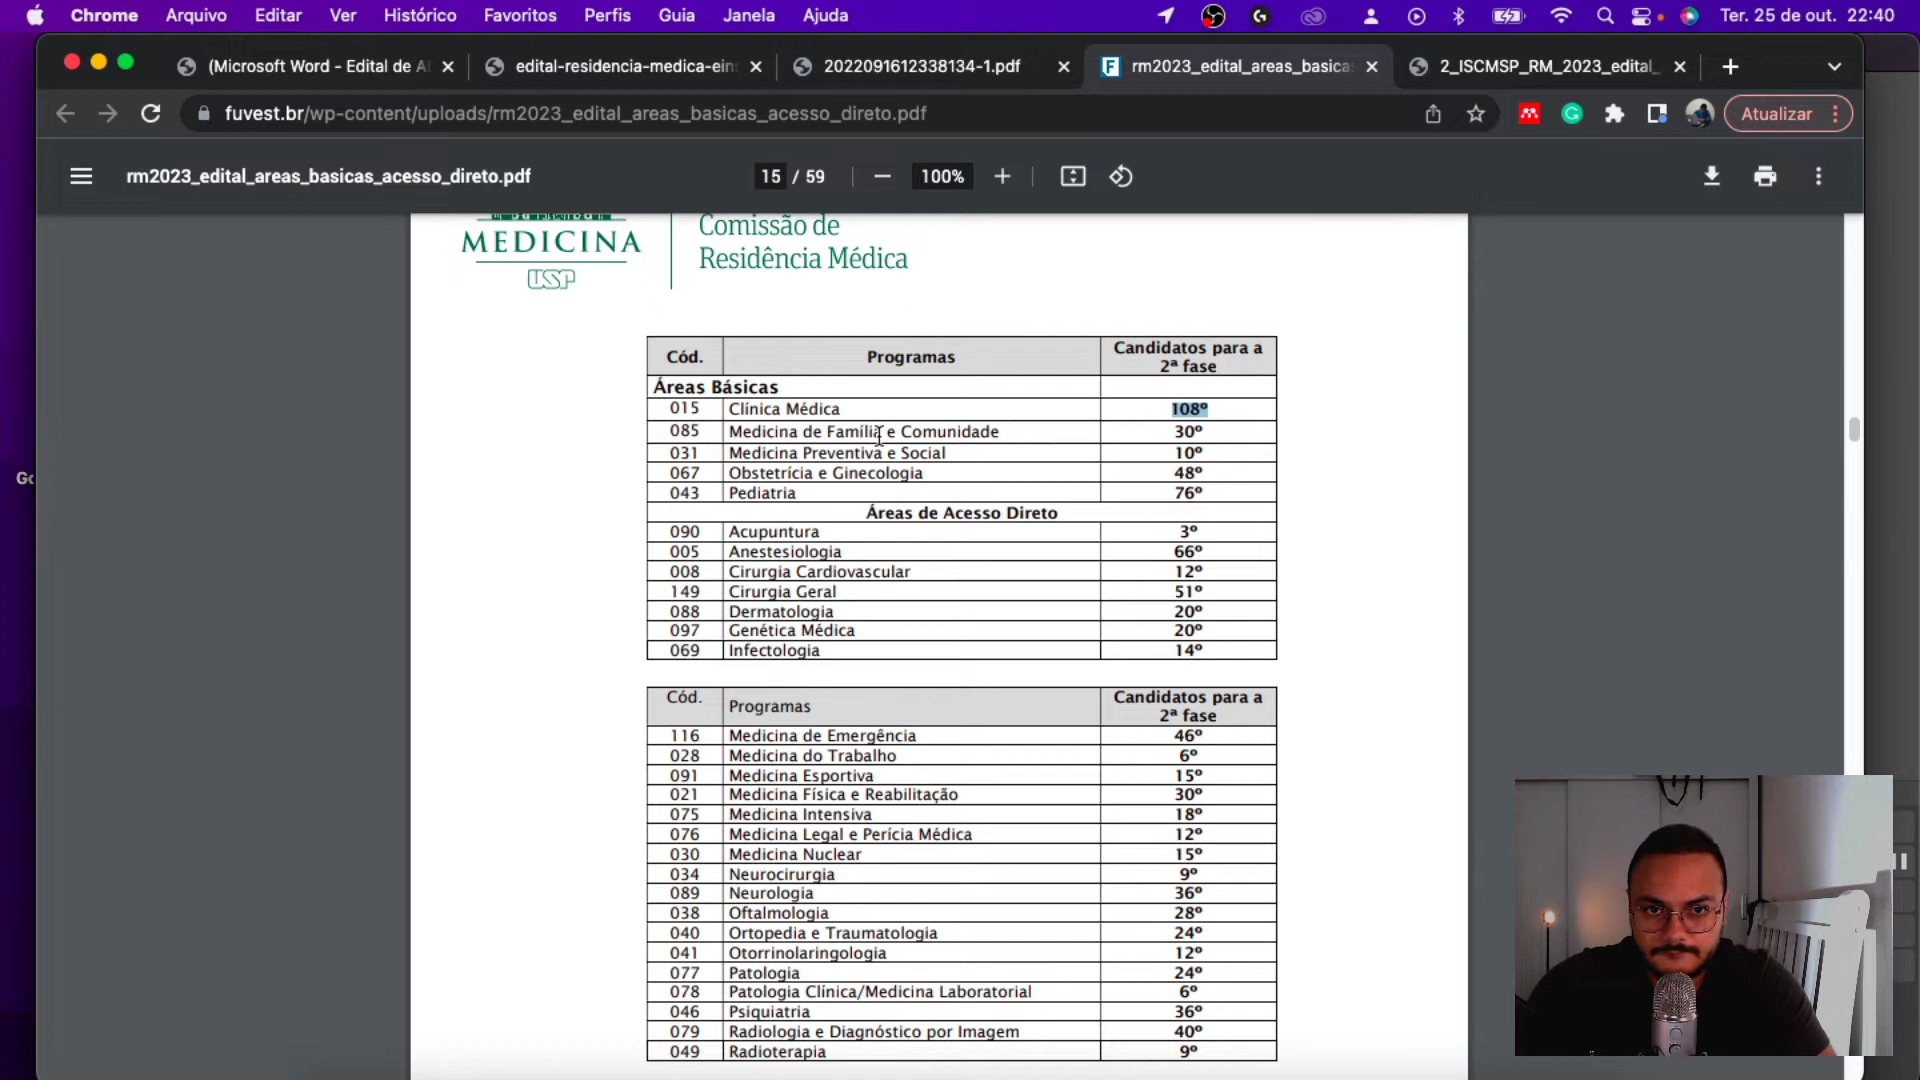 Chrome Arquivo Editar Ver Histórico Favoritos Perfis Guia Janela Ajuda Ter. 25 de out. 22:40
(Microsoft Word - Edital de A
edital-residencia-medica-ein
2022091612338134-1.pdf
rm2023_edital_areas_basica
2_ISCMSP_RM_2023_edital_
fuvest.br/wp-content/uploads/rm2023_edital_areas_basicas_acesso_direto.pdf
Atualizar
rm2023_edital_areas_basicas_acesso_direto.pdf 15 / 59 100%
MEDICINA
USP
Comissão de
Residência Médica
Cód. Programas Candidatos para a 2ª fase
Áreas Básicas
015 Clínica Médica 108º
085 Medicina de Família e Comunidade 30º
031 Medicina Preventiva e Social 10º
067 Obstetrícia e Ginecologia 48º
043 Pediatria 76º
Áreas de Acesso Direto
090 Acupuntura 3º
005 Anestesiologia 66º
008 Cirurgia Cardiovascular 12º
149 Cirurgia Geral 51º
088 Dermatologia 20º
097 Genética Médica 20º
069 Infectologia 14º
Cód. Programas Candidatos para a 2ª fase
116 Medicina de Emergência 46º
028 Medicina do Trabalho 6º
091 Medicina Esportiva 15º
021 Medicina Física e Reabilitação 30º
075 Medicina Intensiva 18º
076 Medicina Legal e Perícia Médica 12º
030 Medicina Nuclear 15º
034 Neurocirurgia 9º
089 Neurologia 36º
038 Oftalmologia 28º
040 Ortopedia e Traumatologia 24º
041 Otorrinolaringologia 12º
077 Patologia 24º
078 Patologia Clínica/Medicina Laboratorial 6º
046 Psiquiatria 36º
079 Radiologia e Diagnóstico por Imagem 40º
049 Radioterapia 9º
Go